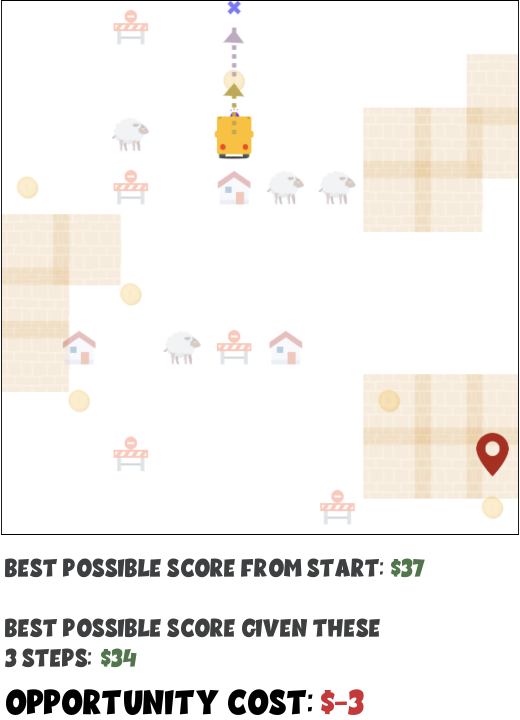 BEST POSSIBLE SCORE FROM START: $37
BEST POSSIBLE SCORE GIVEN THESE
3 STEPS: $34
OPPORTUNITY COST: $-3